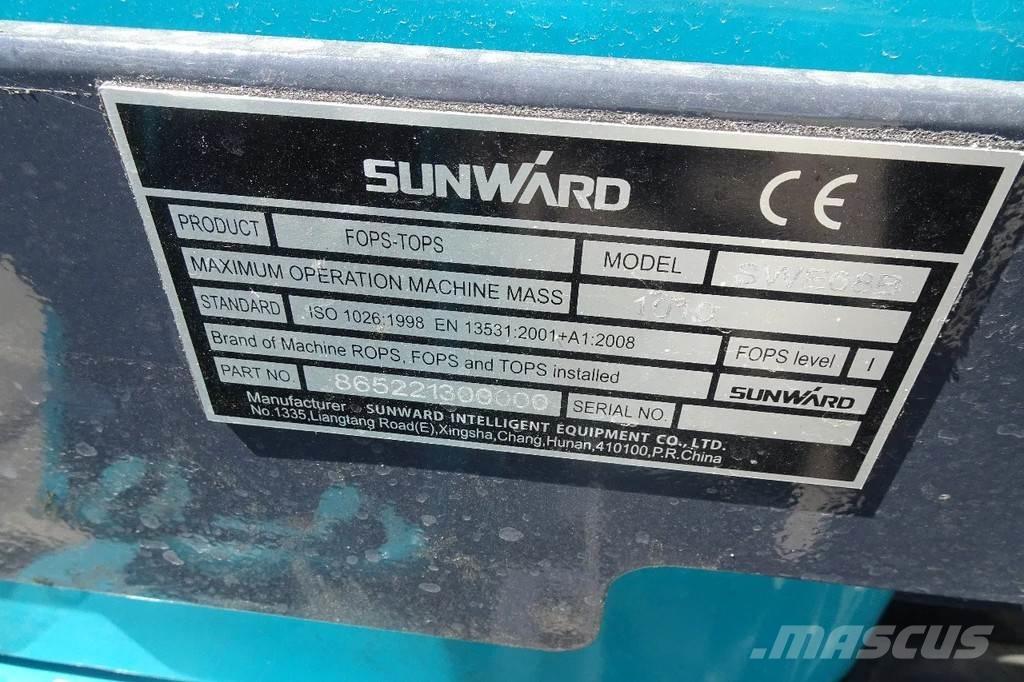 SUNWARD CE
PRODUCT FOPS-TOPS MODEL SWE08B
MAXIMUM OPERATION MACHINE MASS
STANDARD ISO 1026:1998 EN 13531:2001+A1:2008 FOPS level I
Brand of Machine ROPS, FOPS and TOPS installed SUNWARD
PART NO. 865221300000 SERIAL NO.
Manufacturer SUNWARD INTELLIGENT EQUIPMENT CO., LTD.
No.1335,Liangtang Road(E),Xingsha,Chang,Hunan,410100,P.R.China
MASCUS